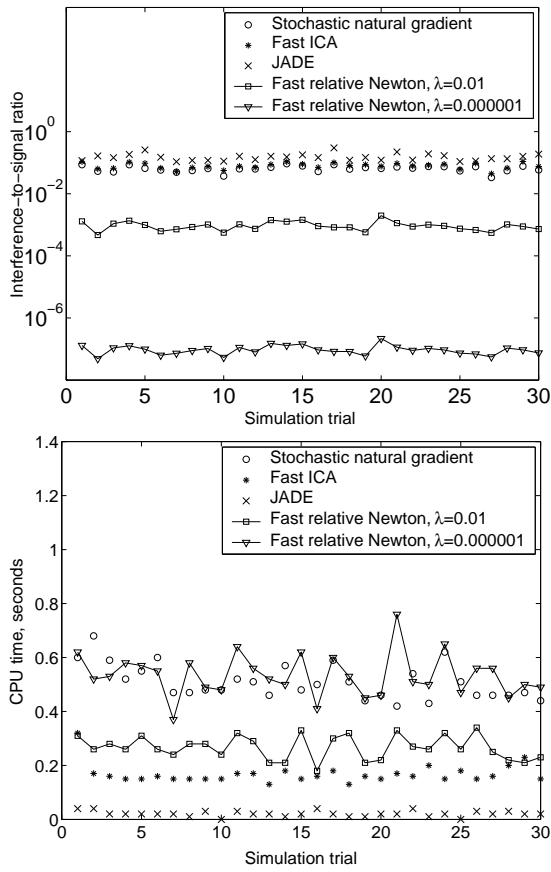 Stochastic natural gradient
Fast ICA
JADE
Fast relative Newton, λ=0.01
Fast relative Newton, λ=0.000001
Interference-to-signal ratio
10^0
10^-2
10^-4
10^-6
0 5 10 15 20 25 30
Simulation trial
Stochastic natural gradient
Fast ICA
JADE
Fast relative Newton, λ=0.01
Fast relative Newton, λ=0.000001
CPU time, seconds
1.4
1.2
1
0.8
0.6
0.4
0.2
0
0 5 10 15 20 25 30
Simulation trial